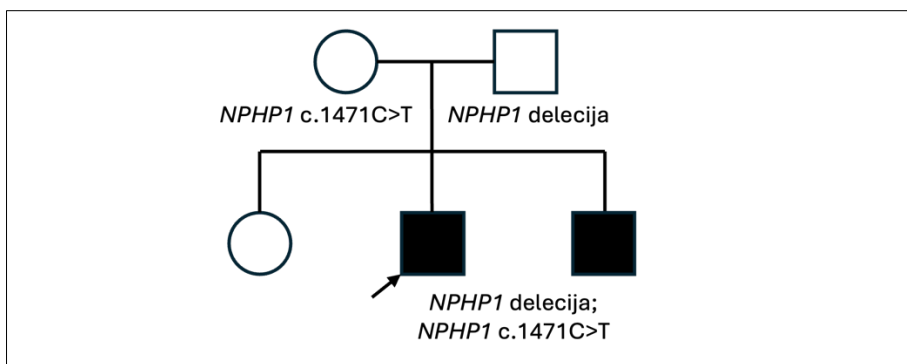 NPHP1 c.1471C>T
NPHP1 delecija
NPHP1 delecija;
NPHP1 c.1471C>T